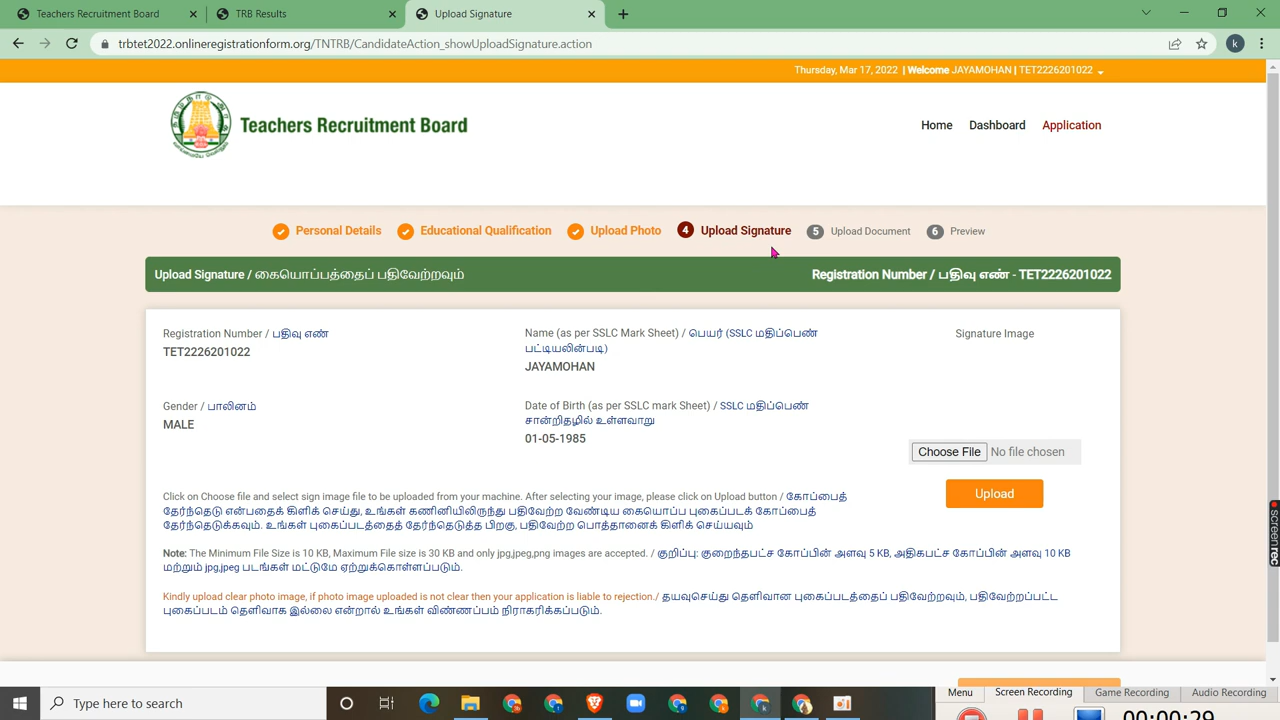 Teachers Recruitment Board
TRB Results
Upload Signature
trbtet2022.onlineregistrationform.org/TNTRB/CandidateAction_showUploadSignature.action
k
Thursday, Mar 17, 2022 | Welcome JAYAMOHAN | TET2226201022
Teachers Recruitment Board
Home Dashboard Application
Personal Details Educational Qualification Upload Photo 4 Upload Signature 5 Upload Document 6 Preview
Upload Signature / கையொப்பத்தைப் பதிவேற்றவும் Registration Number / பதிவு எண் - TET2226201022
Registration Number / பதிவு எண்
TET2226201022
Name (as per SSLC Mark Sheet) / பெயர் (SSLC மதிப்பெண்
பட்டியலின்படி)
JAYAMOHAN
Signature Image
Gender / பாலினம்
MALE
Date of Birth (as per SSLC mark Sheet) / SSLC மதிப்பெண்
சான்றிதழில் உள்ளவாறு
01-05-1985
Choose File No file chosen
Upload
Click on Choose file and select sign image file to be uploaded from your machine. After selecting your image, please click on Upload button / கோப்பைத்
தேர்ந்தெடு என்பதைக் கிளிக் செய்து, உங்கள் கணினியிலிருந்து பதிவேற்ற வேண்டிய கையொப்ப புகைப்படக் கோப்பைத்
தேர்ந்தெடுக்கவும். உங்கள் புகைப்படத்தைத் தேர்ந்தெடுத்த பிறகு, பதிவேற்ற பொத்தானைக் கிளிக் செய்யவும்
Note: The Minimum File Size is 10 KB, Maximum File size is 30 KB and only jpg,jpeg,png images are accepted. / குறிப்பு: குறைந்தபட்ச கோப்பின் அளவு 5 KB, அதிகபட்ச கோப்பின் அளவு 10 KB
மற்றும் jpg,jpeg படங்கள் மட்டுமே ஏற்றுக்கொள்ளப்படும்.
Kindly upload clear photo image, if photo image uploaded is not clear then your application is liable to rejection./ தயவுசெய்து தெளிவான புகைப்படத்தைப் பதிவேற்றவும், பதிவேற்றப்பட்ட
புகைப்படம் தெளிவாக இல்லை என்றால் உங்கள் விண்ணப்பம் நிராகரிக்கப்படும்.
screenrec
Type here to search
Menu Screen Recording Game Recording Audio Recording
00:00:29